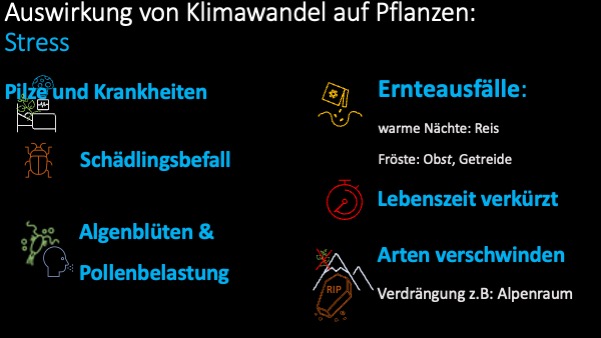 Auswirkung von Klimawandel auf Pflanzen:
Stress
Pilze und Krankheiten
Schädlingsbefall
Algenblüten &
Pollenbelastung
Ernteausfälle:
warme Nächte: Reis
Fröste: Obst, Getreide
Lebenszeit verkürzt
Arten verschwinden
RIP
Verdrängung z.B: Alpenraum